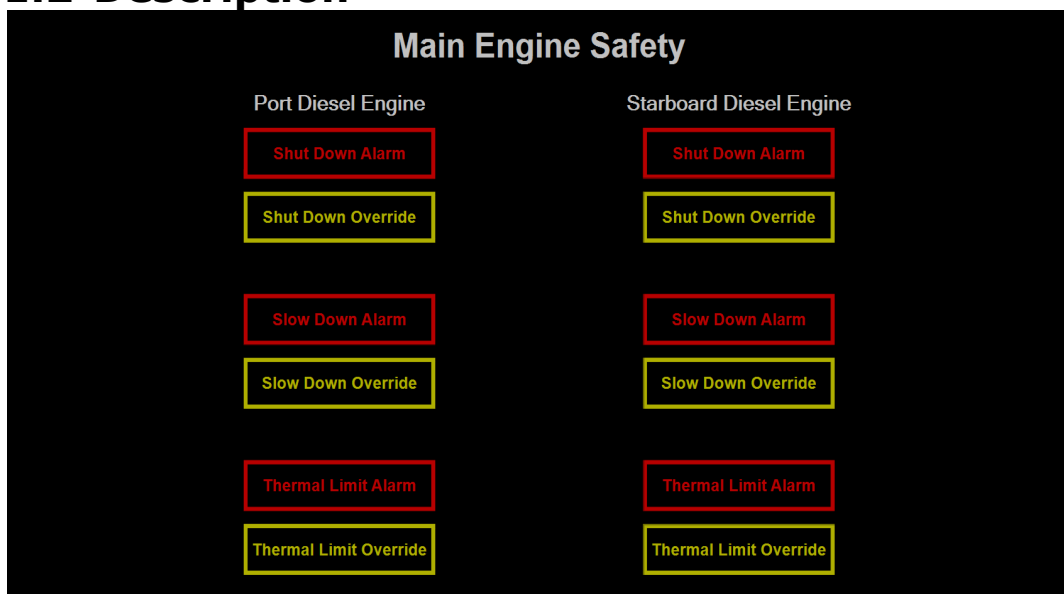 Main Engine Safety
Port Diesel Engine
Starboard Diesel Engine
Shut Down Alarm
Shut Down Alarm
Shut Down Override
Shut Down Override
Slow Down Alarm
Slow Down Alarm
Slow Down Override
Slow Down Override
Thermal Limit Alarm
Thermal Limit Alarm
Thermal Limit Override
Thermal Limit Override